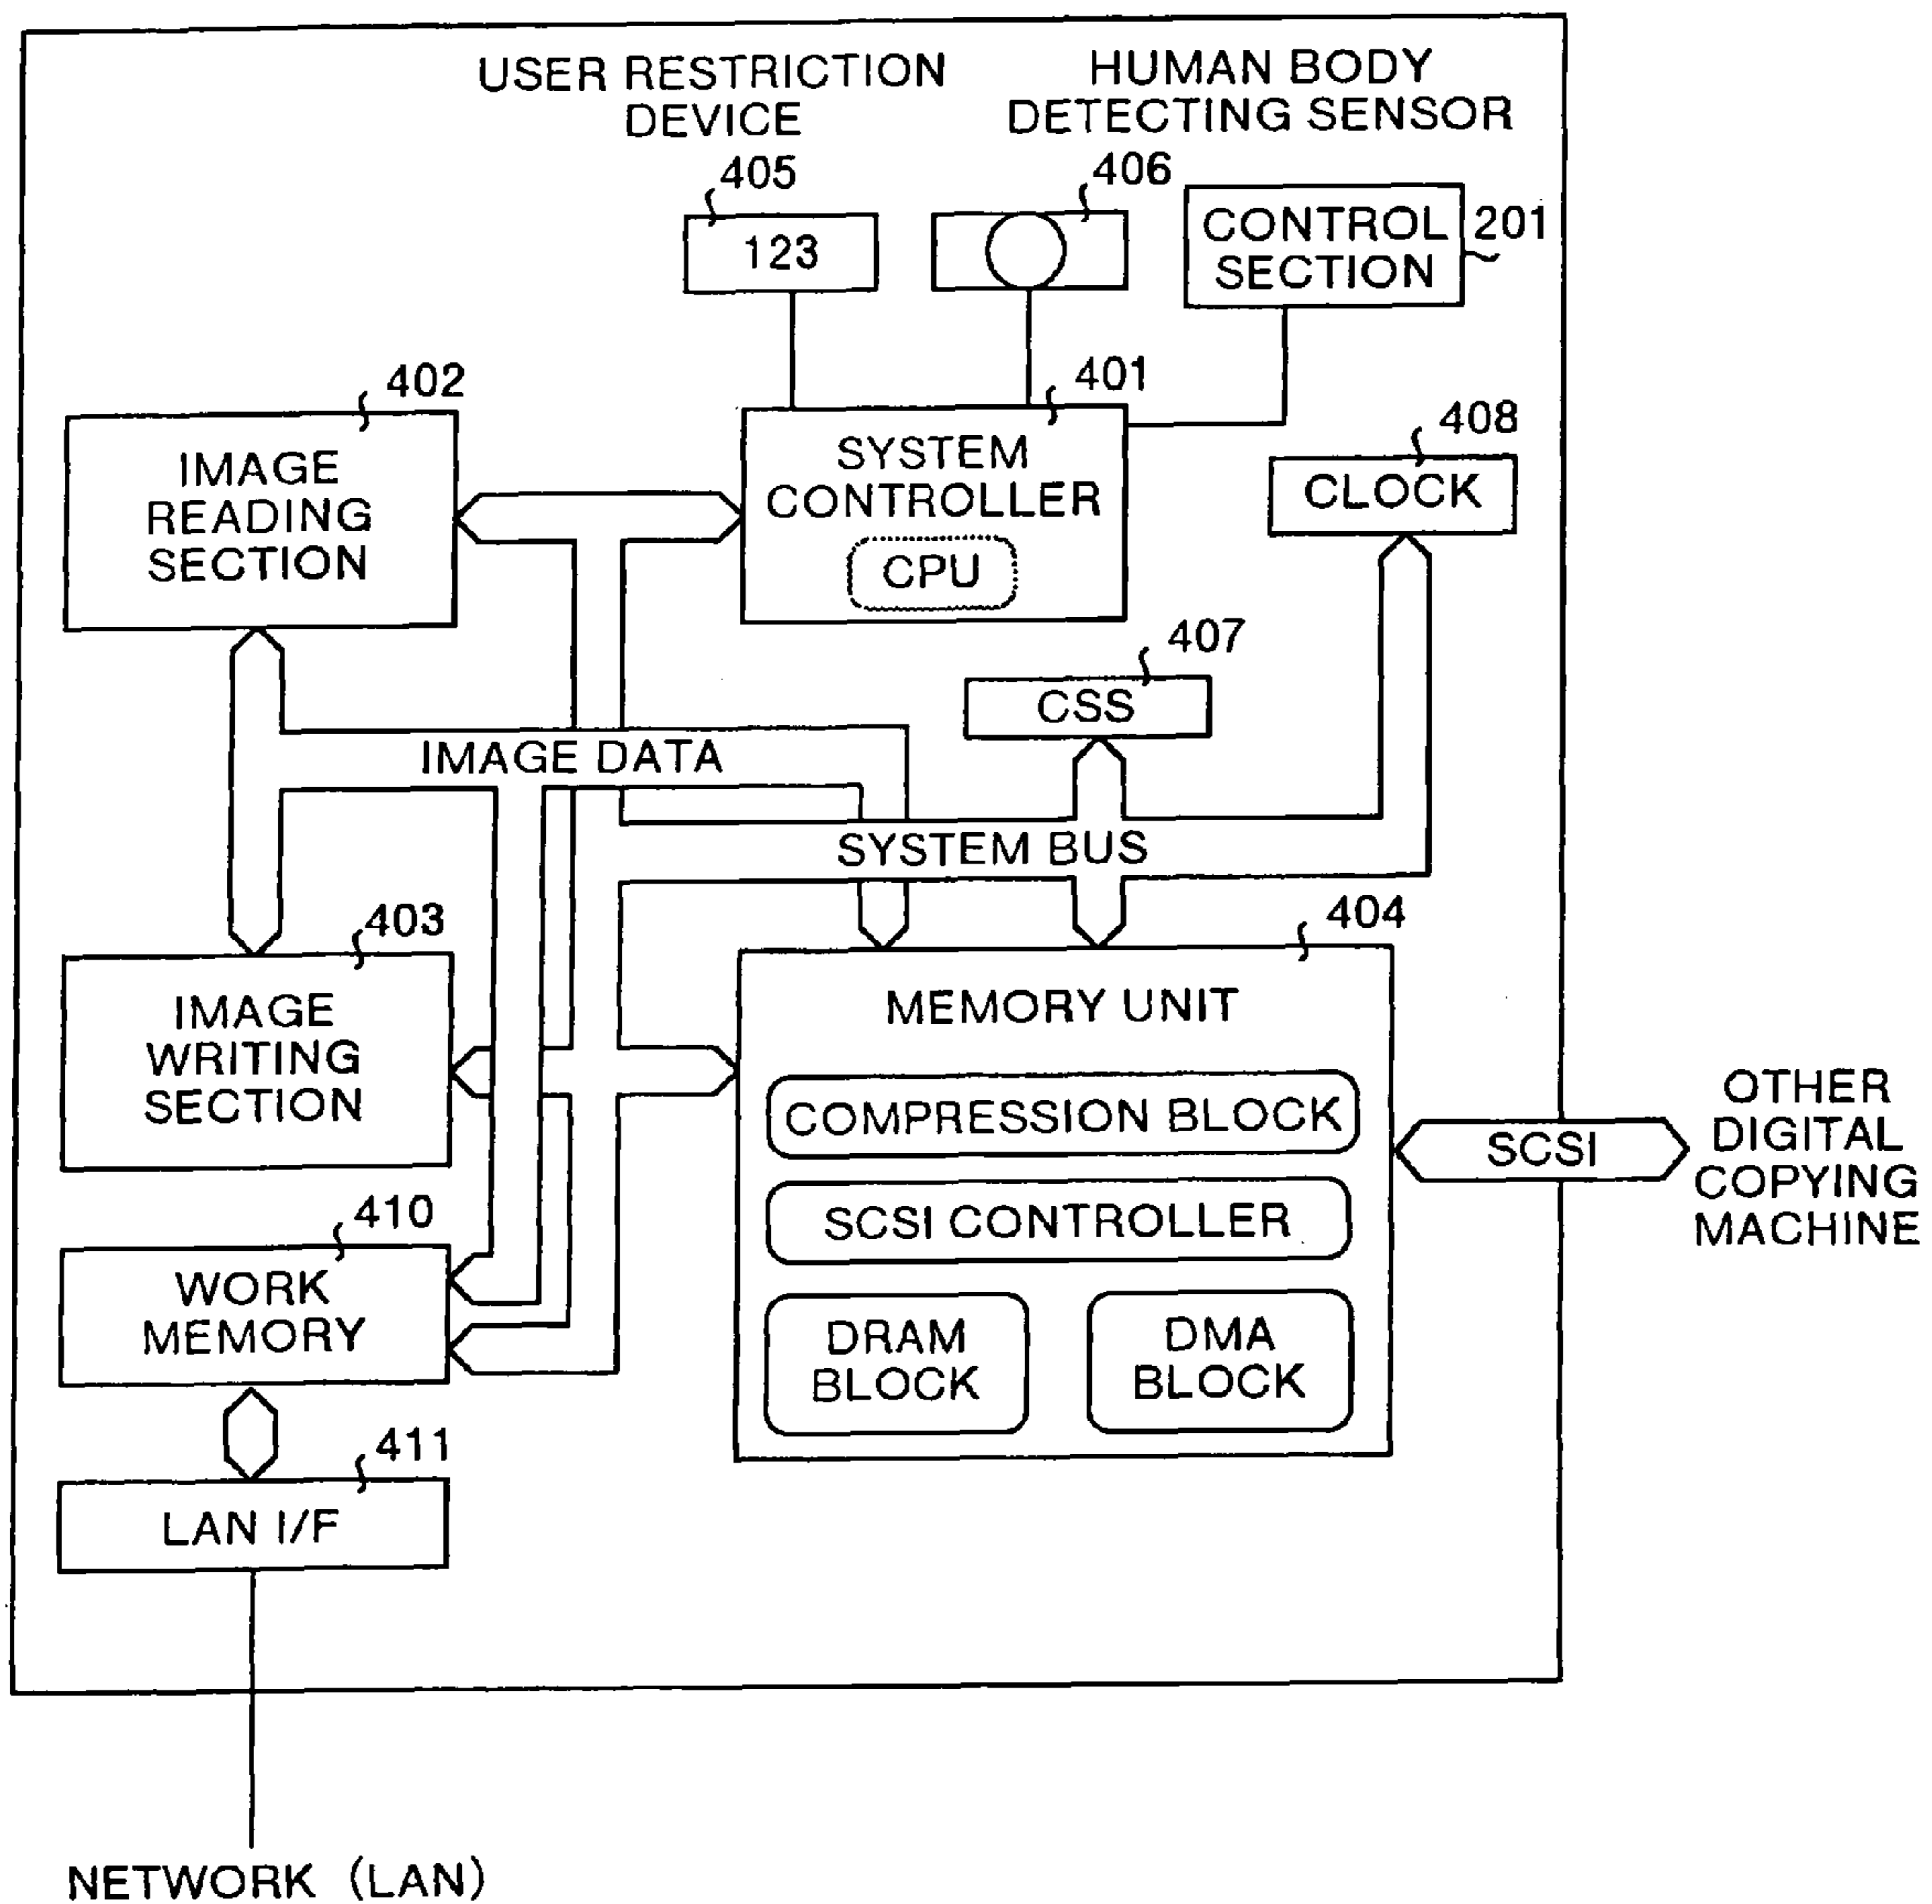 USER RESTRICTION
DEVICE
HUMAN BODY
DETECTING SENSOR
405
406
123
CONTROL
SECTION
201
402
401
408
IMAGE
READING
SECTION
SYSTEM
CONTROLLER
CPU
CLOCK
407
CSS
IMAGE DATA
SYSTEM BUS
403
404
IMAGE
WRITING
SECTION
MEMORY UNIT
COMPRESSION BLOCK
SCSI CONTROLLER
DRAM
BLOCK
DMA
BLOCK
SCSI
OTHER
DIGITAL
COPYING
MACHINE
410
WORK
MEMORY
411
LAN I/F
NETWORK (LAN)